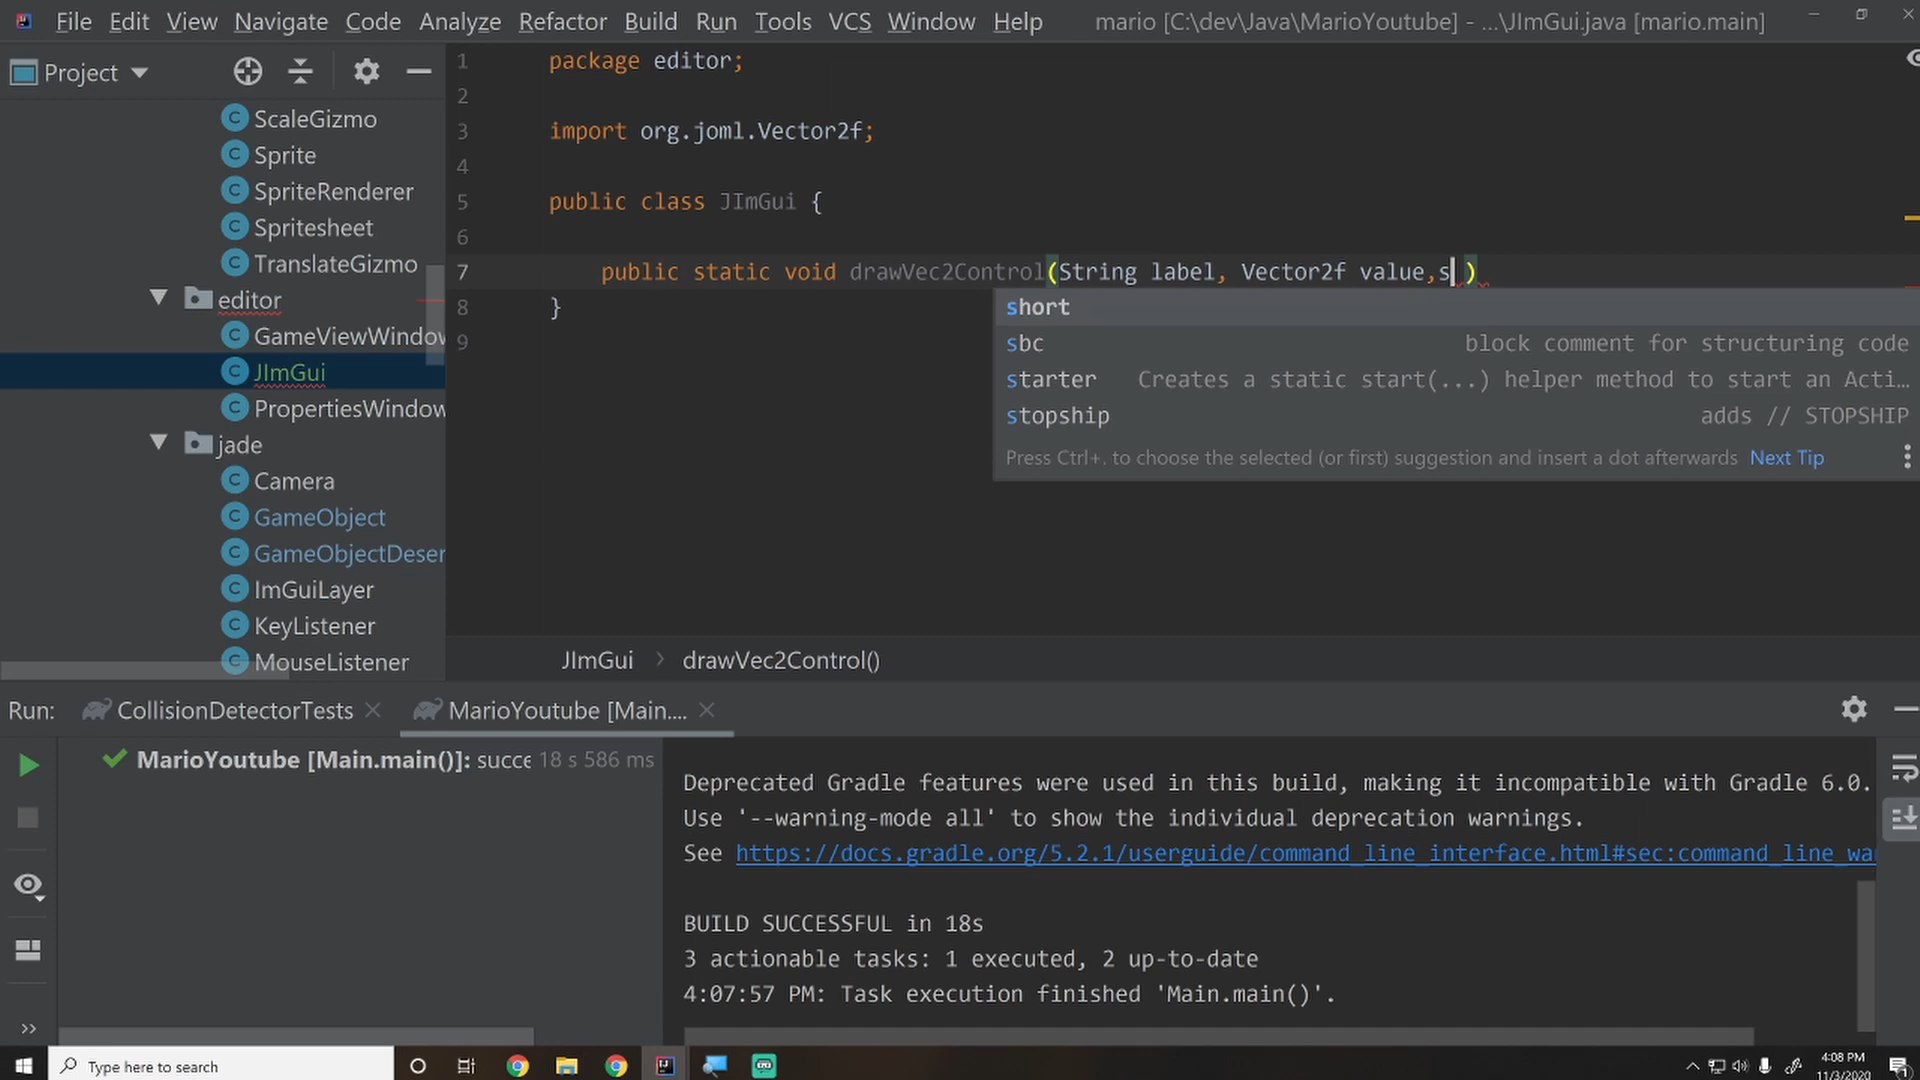 File Edit View Navigate Code Analyze Refactor Build Run Tools VCS Window Help mario [C:\dev\Java\MarioYoutube] - ...\JImGui.java [mario.main]
Project
ScaleGizmo
Sprite
SpriteRenderer
Spritesheet
TranslateGizmo
editor
GameViewWindow
JImGui
PropertiesWindow
jade
Camera
GameObject
GameObjectDeser
ImGuiLayer
KeyListener
MouseListener
1 package editor;
2
3 import org.joml.Vector2f;
4
5 public class JImGui {
6
7 public static void drawVec2Control(String label, Vector2f value,s )
8 }
9
short
sbc block comment for structuring code
starter Creates a static start(...) helper method to start an Acti…
stopship adds // STOPSHIP
Press Ctrl+. to choose the selected (or first) suggestion and insert a dot afterwards Next Tip
JImGui > drawVec2Control()
Run: CollisionDetectorTests MarioYoutube [Main....
MarioYoutube [Main.main()]: succe 18 s 586 ms
Deprecated Gradle features were used in this build, making it incompatible with Gradle 6.0.
Use '--warning-mode all' to show the individual deprecation warnings.
See https://docs.gradle.org/5.2.1/userguide/command_line_interface.html#sec:command_line_wa
BUILD SUCCESSFUL in 18s
3 actionable tasks: 1 executed, 2 up-to-date
4:07:57 PM: Task execution finished 'Main.main()'.
Type here to search
4:08 PM
11/3/2020